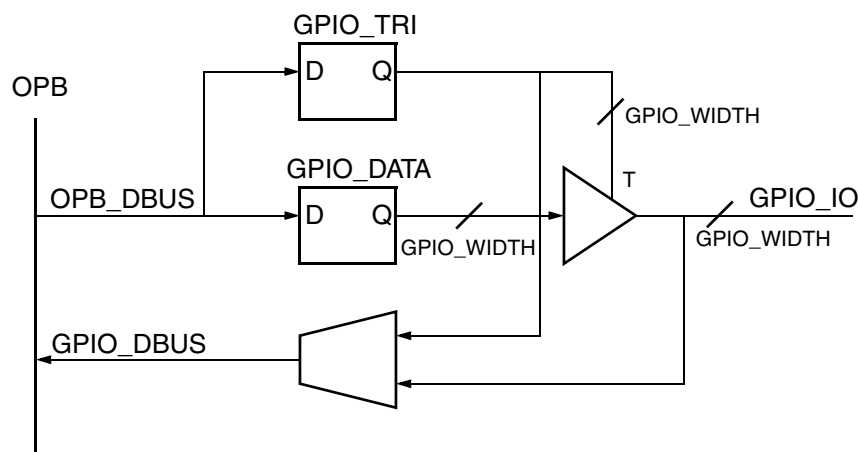 GPIO_TRI
D Q
OPB
GPIO_WIDTH
GPIO_DATA
T
OPB_DBUS
D Q
GPIO_IO
GPIO_WIDTH
GPIO_WIDTH
GPIO_DBUS